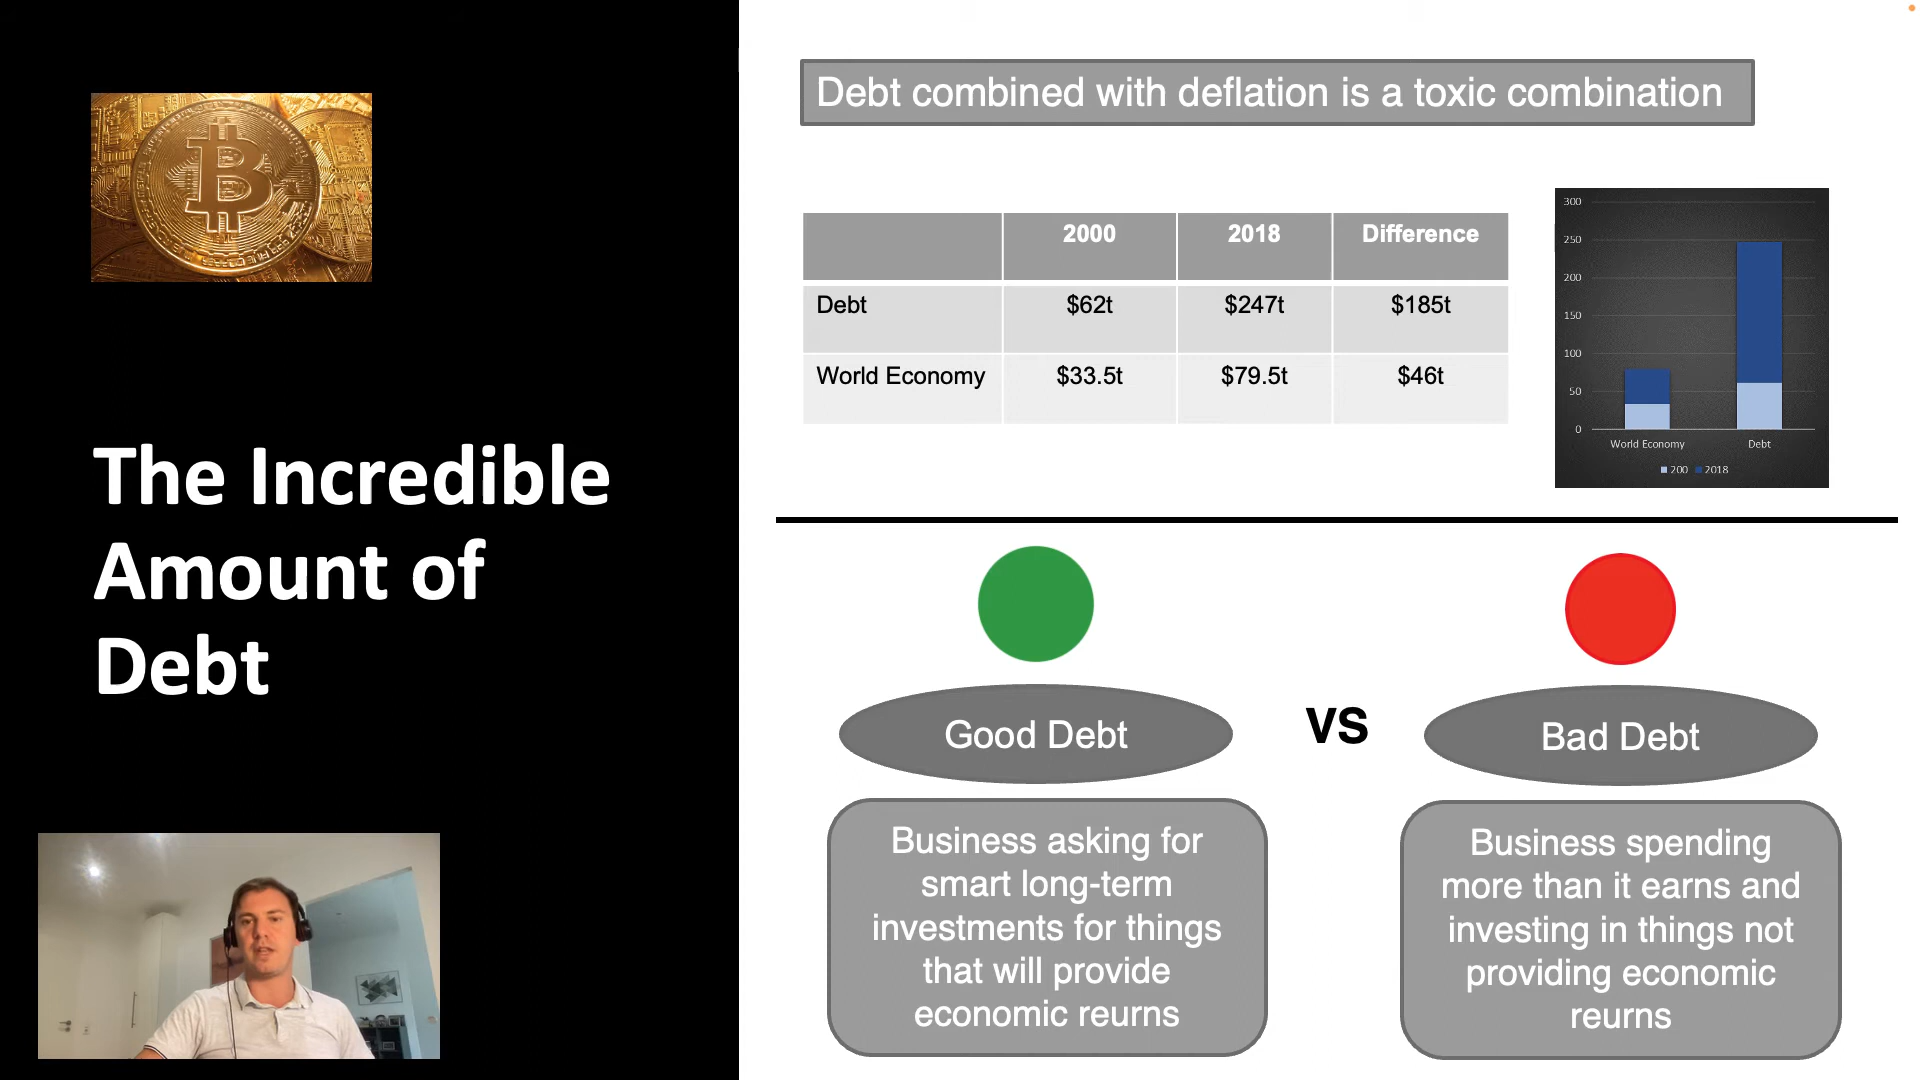 The Incredible
Amount of
Debt
Debt combined with deflation is a toxic combination
2000 2018 Difference
Debt $62t $247t $185t
World Economy $33.5t $79.5t $46t
300
250
200
150
100
50
0
World Economy Debt
200 2018
Good Debt
VS
Bad Debt
Business asking for
smart long-term
investments for things
that will provide
economic reurns
Business spending
more than it earns and
investing in things not
providing economic
reurns